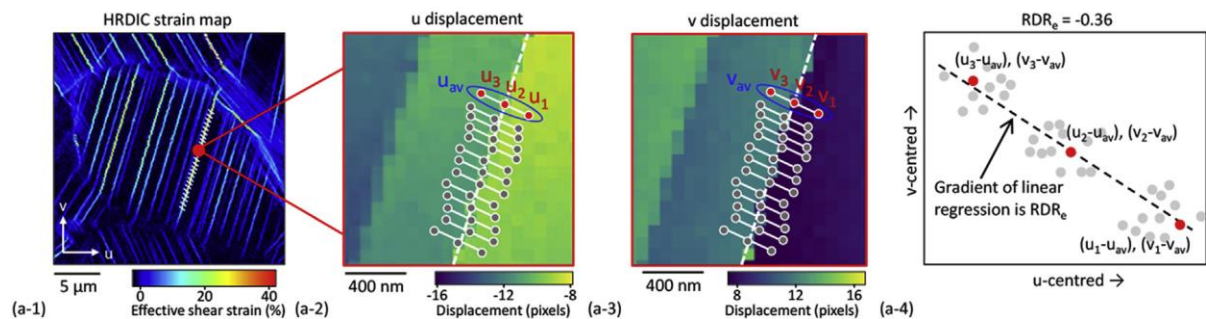 HRDIC strain map
v
u
5 μm
0 20 40
Effective shear strain (%)
(a-1)
u displacement
uav u3 u2 u1
400 nm
-16 -12 -8
Displacement (pixels)
(a-2)
v displacement
vav v3 v2 v1
400 nm
8 12 16
Displacement (pixels)
(a-3)
RDRe = -0.36
(u3-uav), (v3-vav)
(u2-uav), (v2-vav)
Gradient of linear
regression is RDRe
(u1-uav), (v1-vav)
v-centred →
u-centred →
(a-4)